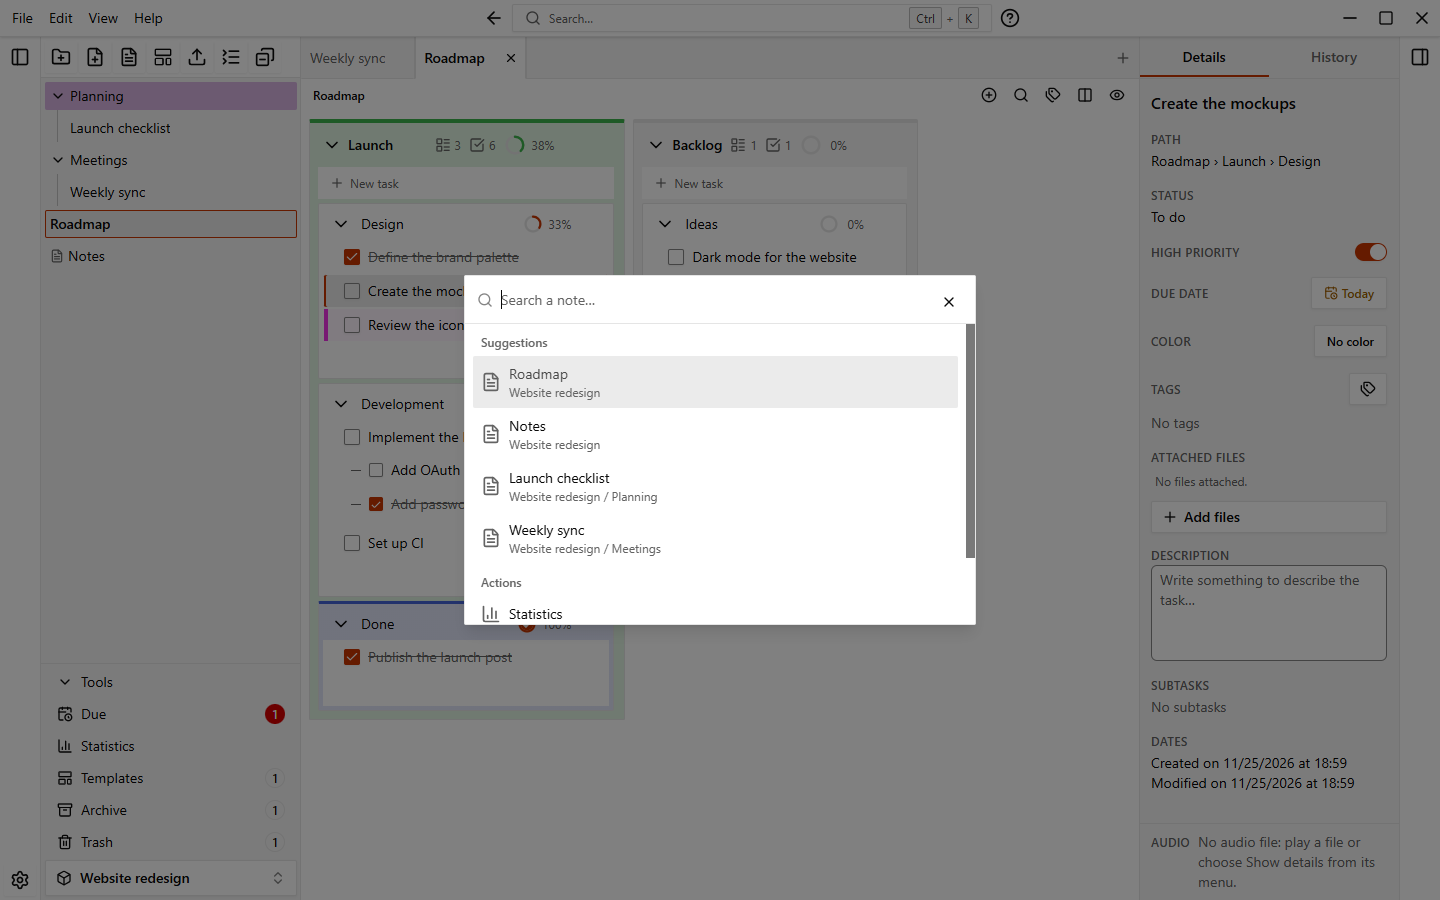 File Edit View Help
Search... Ctrl + K
Weekly sync
Roadmap
Details
History
Planning
Launch checklist
Meetings
Weekly sync
Roadmap
Notes
Roadmap
Launch 3 6 38%
New task
Design 33%
Define the brand palette
Create the moc
Review the icon
Development
Implement the
Add OAuth
Add passwo
Set up CI
Done 100%
Publish the launch post
Backlog 1 1 0%
New task
Ideas 0%
Dark mode for the website
Search a note...
Suggestions
Roadmap
Website redesign
Notes
Website redesign
Launch checklist
Website redesign / Planning
Weekly sync
Website redesign / Meetings
Actions
Statistics
Create the mockups
PATH
Roadmap › Launch › Design
STATUS
To do
HIGH PRIORITY
DUE DATE Today
COLOR No color
TAGS
No tags
ATTACHED FILES
No files attached.
Add files
DESCRIPTION
Write something to describe the
task...
SUBTASKS
No subtasks
DATES
Created on 11/25/2026 at 18:59
Modified on 11/25/2026 at 18:59
AUDIO No audio file: play a file or
choose Show details from its
menu.
Tools
Due 1
Statistics
Templates 1
Archive 1
Trash 1
Website redesign